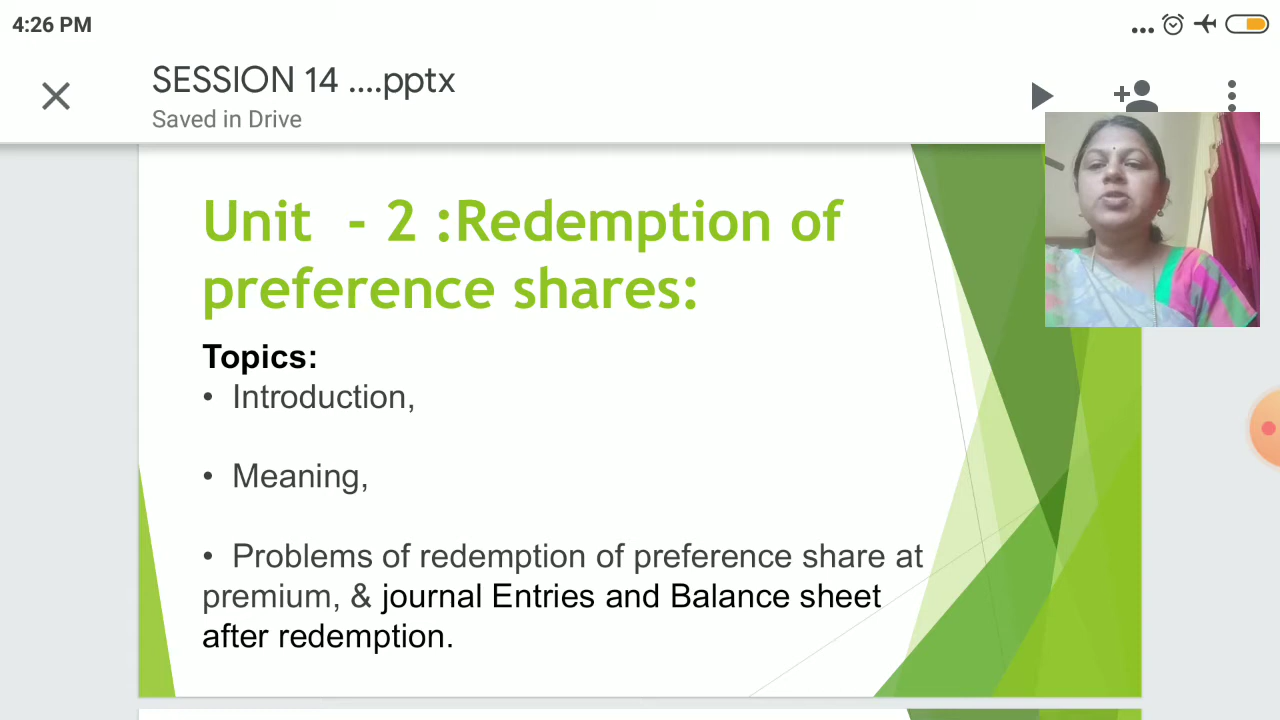 4:26 PM
SESSION 14 ....pptx
Saved in Drive
Unit - 2 :Redemption of
preference shares:
Topics:
• Introduction,
• Meaning,
• Problems of redemption of preference share at
premium, & journal Entries and Balance sheet
after redemption.